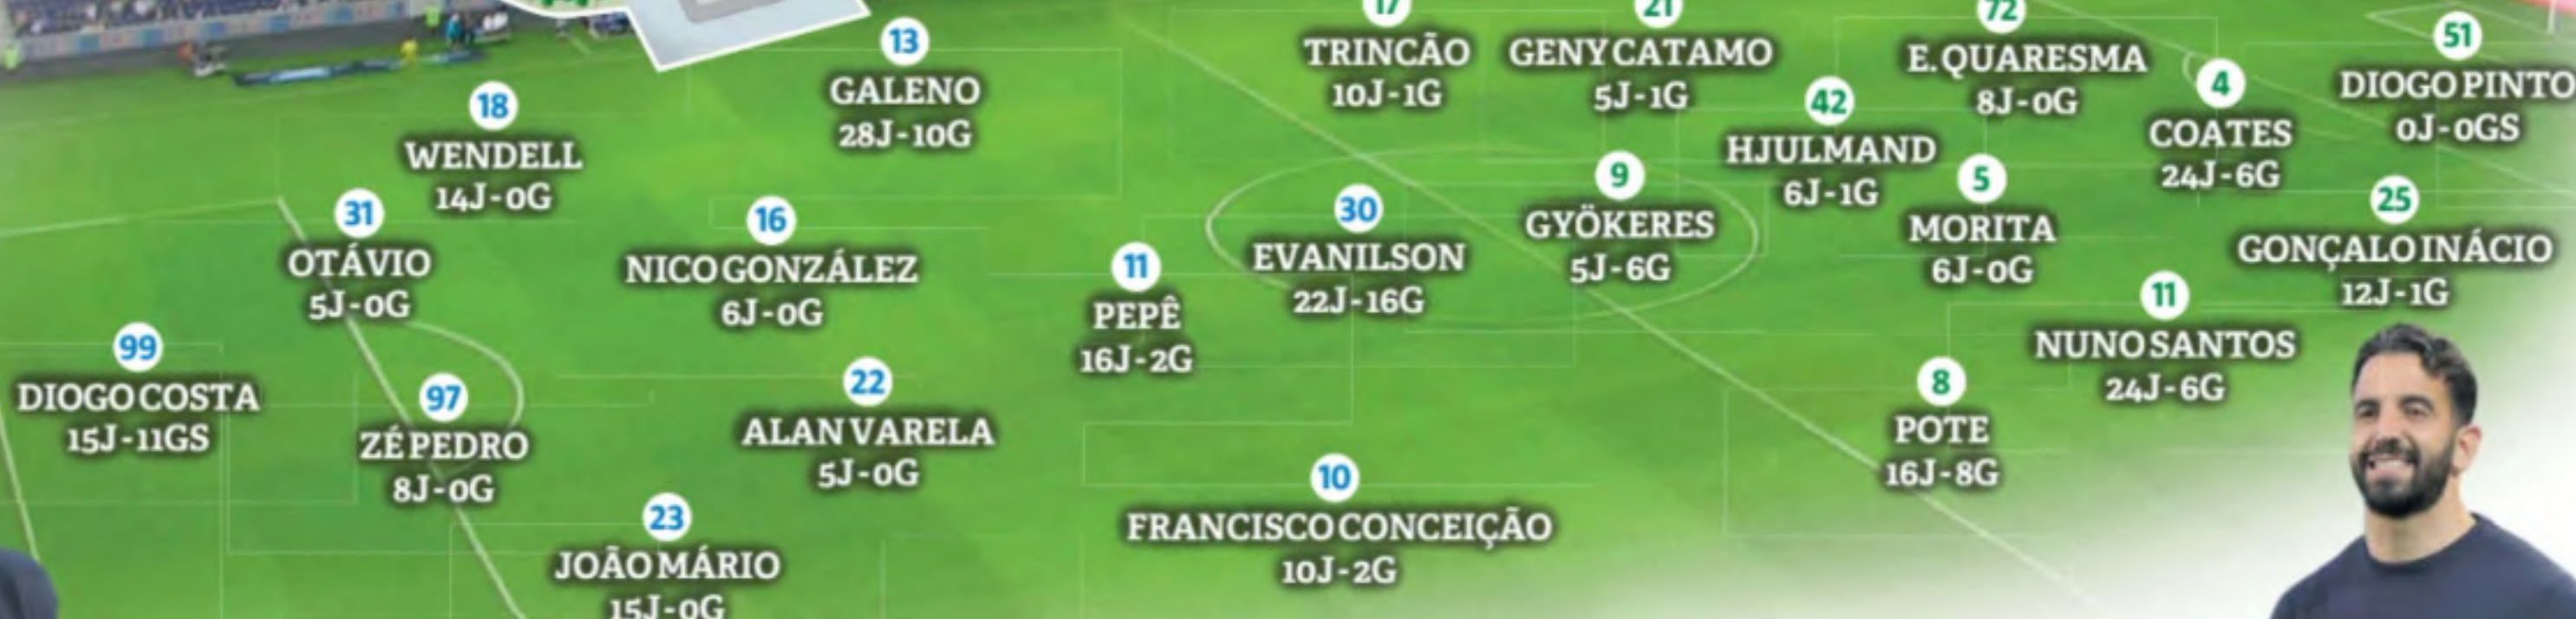 13
GALENO
28J-10G
18
WENDELL
14J-0G
31
OTÁVIO
5J-0G
16
NICO GONZÁLEZ
6J-0G
99
DIOGO COSTA
15J-11GS
97
ZÉ PEDRO
8J-0G
22
ALAN VARELA
5J-0G
23
JOÃO MÁRIO
15J-0G
11
PEPÊ
16J-2G
30
EVANILSON
22J-16G
10
FRANCISCO CONCEIÇÃO
10J-2G
17
TRINCÃO
10J-1G
21
GENY CATAMO
5J-1G
9
GYÖKERES
5J-6G
42
HJULMAND
6J-1G
72
E. QUARESMA
8J-0G
5
MORITA
6J-0G
4
COATES
24J-6G
51
DIOGO PINTO
0J-0GS
25
GONÇALO INÁCIO
12J-1G
11
NUNO SANTOS
24J-6G
8
POTE
16J-8G